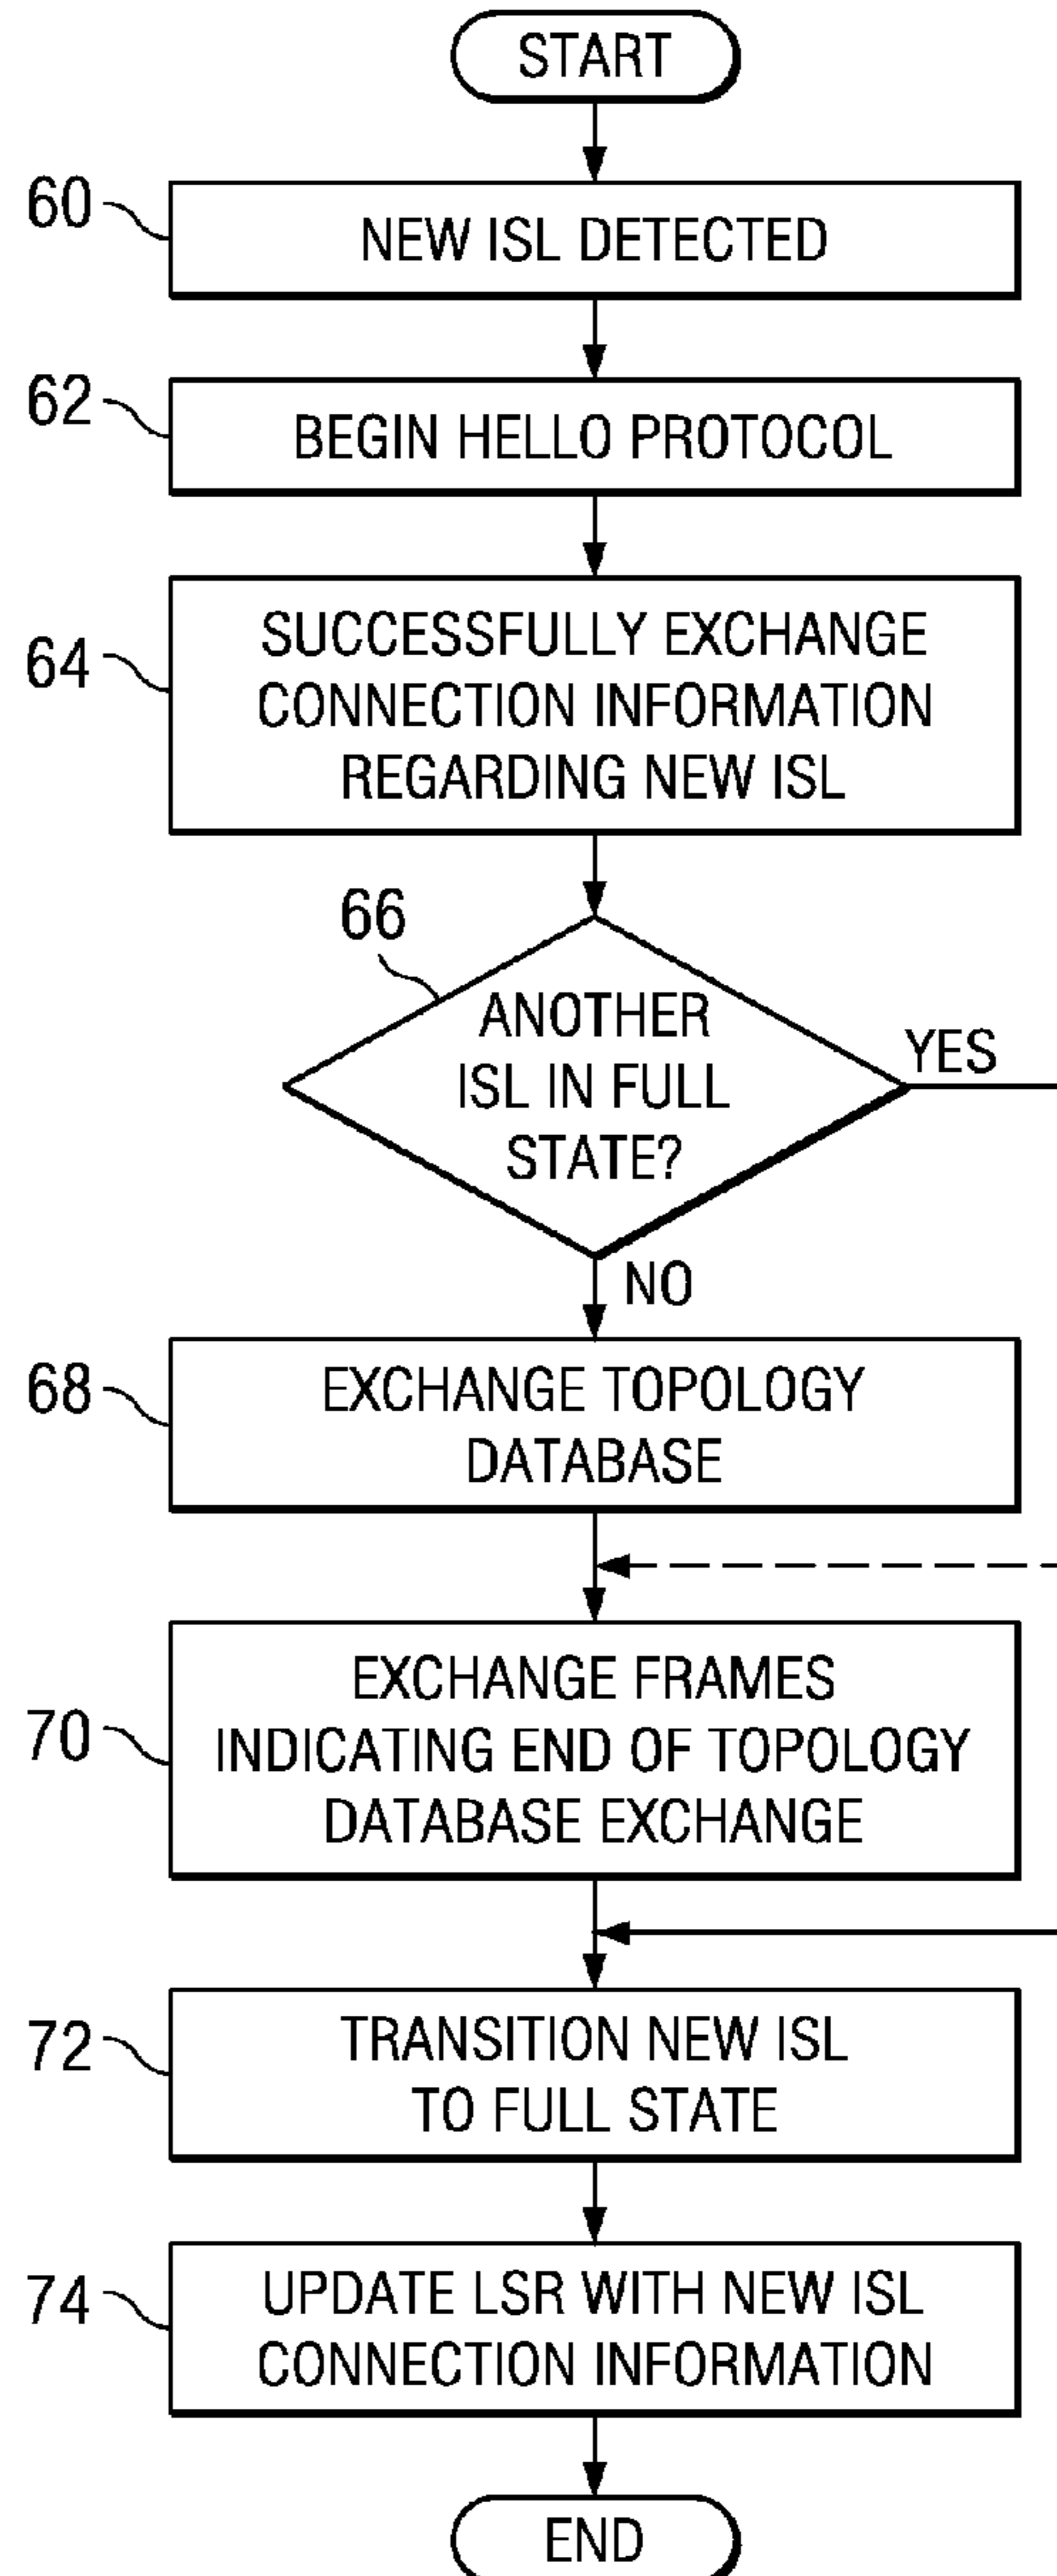 START
60
NEW ISL DETECTED
62
BEGIN HELLO PROTOCOL
64
SUCCESSFULLY EXCHANGE
CONNECTION INFORMATION
REGARDING NEW ISL
66
ANOTHER
ISL IN FULL
STATE?
YES
NO
68
EXCHANGE TOPOLOGY
DATABASE
70
EXCHANGE FRAMES
INDICATING END OF TOPOLOGY
DATABASE EXCHANGE
72
TRANSITION NEW ISL
TO FULL STATE
74
UPDATE LSR WITH NEW ISL
CONNECTION INFORMATION
END